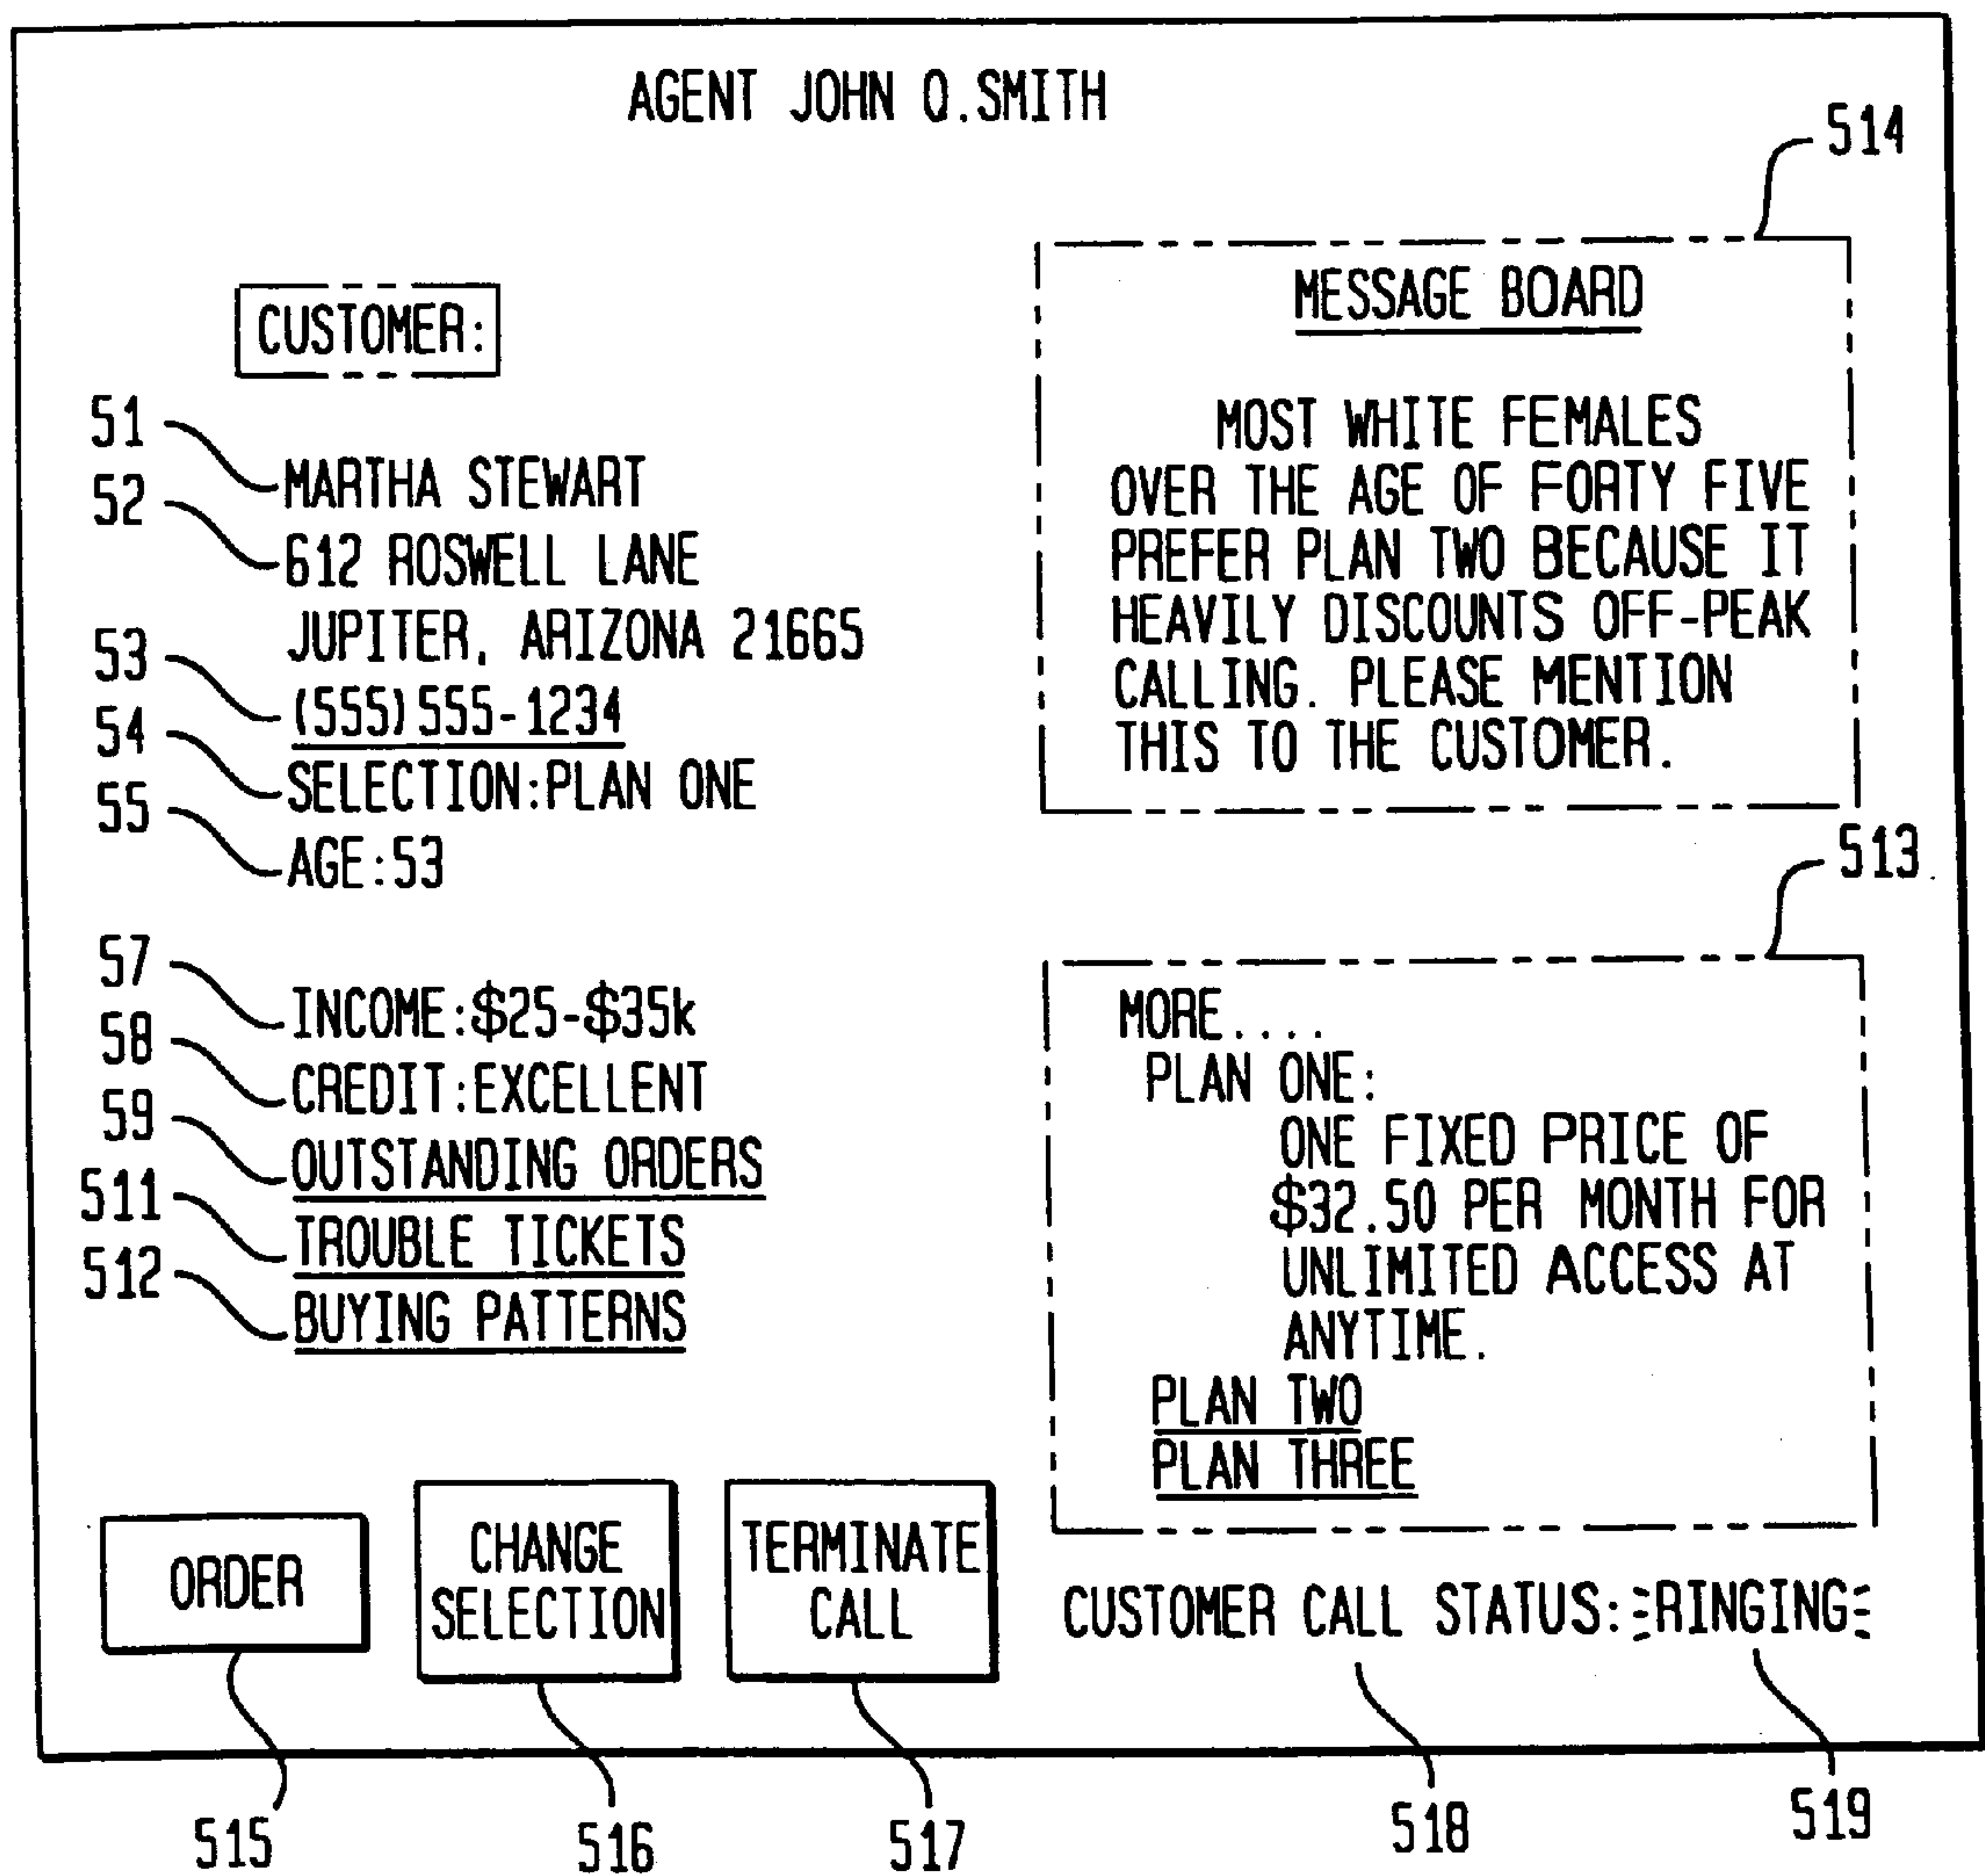 AGENT JOHN Q.SMITH
514
MESSAGE BOARD
MOST WHITE FEMALES
OVER THE AGE OF FORTY FIVE
PREFER PLAN TWO BECAUSE IT
HEAVILY DISCOUNTS OFF-PEAK
CALLING. PLEASE MENTION
THIS TO THE CUSTOMER.
CUSTOMER:
51
MARTHA STEWART
52
612 ROSWELL LANE
JUPITER, ARIZONA 21665
53
(555)555-1234
54
SELECTION:PLAN ONE
55
AGE:53
57
INCOME:$25-$35k
58
CREDIT:EXCELLENT
59
OUTSTANDING ORDERS
511
TROUBLE TICKETS
512
BUYING PATTERNS
513
MORE....
PLAN ONE:
ONE FIXED PRICE OF
$32.50 PER MONTH FOR
UNLIMITED ACCESS AT
ANYTIME.
PLAN TWO
PLAN THREE
ORDER
CHANGE
SELECTION
TERMINATE
CALL
CUSTOMER CALL STATUS: RINGING
515
516
517
518
519